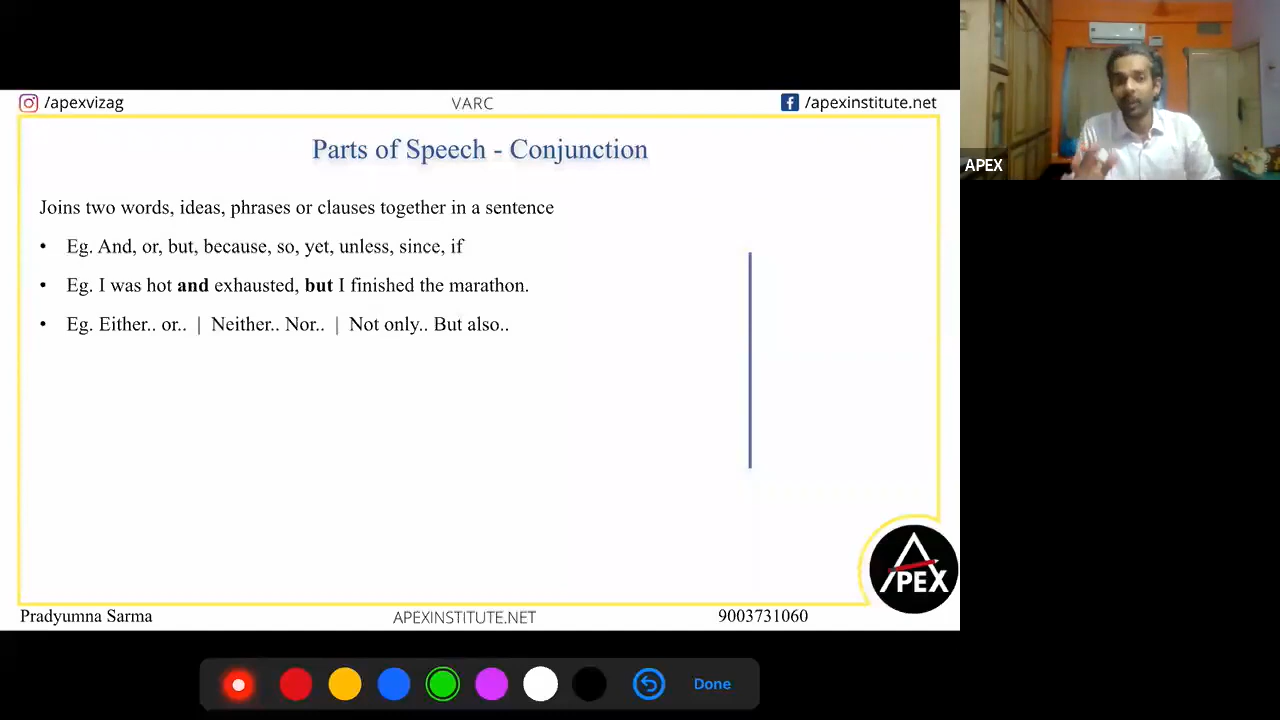 /apexvizag
VARC
/apexinstitute.net
Parts of Speech - Conjunction
APEX
Joins two words, ideas, phrases or clauses together in a sentence
• Eg. And, or, but, because, so, yet, unless, since, if
• Eg. I was hot and exhausted, but I finished the marathon.
• Eg. Either.. or.. | Neither.. Nor.. | Not only.. But also..
APEX
Pradyumna Sarma
APEXINSTITUTE.NET
9003731060
Done